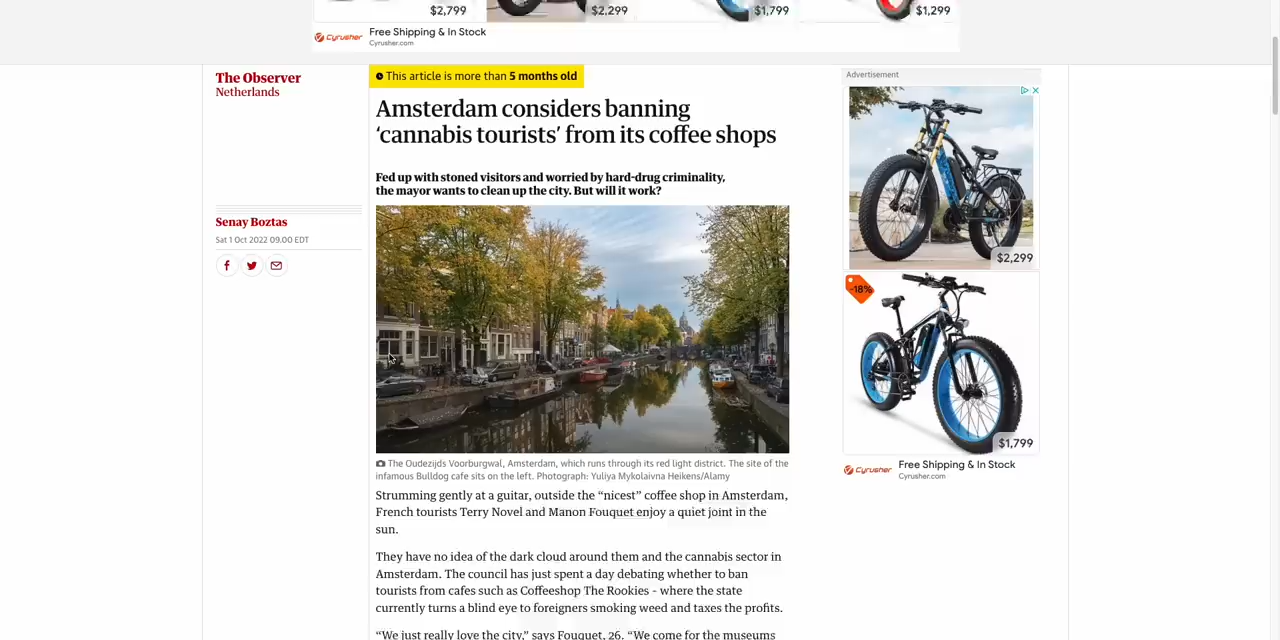 $2,799
$2,299
$1,799
$1,299
Cyrusher
Free Shipping & In Stock
Cyrusher.com
The Observer
Netherlands
This article is more than 5 months old
Amsterdam considers banning
‘cannabis tourists’ from its coffee shops
Fed up with stoned visitors and worried by hard-drug criminality,
the mayor wants to clean up the city. But will it work?
Senay Boztas
Sat 1 Oct 2022 09.00 EDT
The Oudezijds Voorburgwal, Amsterdam, which runs through its red light district. The site of the
infamous Bulldog cafe sits on the left. Photograph: Yuliya Mykolaivna Heikens/Alamy
Strumming gently at a guitar, outside the “nicest” coffee shop in Amsterdam,
French tourists Terry Novel and Manon Fouquet enjoy a quiet joint in the
sun.
They have no idea of the dark cloud around them and the cannabis sector in
Amsterdam. The council has just spent a day debating whether to ban
tourists from cafes such as Coffeeshop The Rookies – where the state
currently turns a blind eye to foreigners smoking weed and taxes the profits.
“We just really love the city,” says Fouquet, 26. “We come for the museums
Advertisement
$2,299
-18%
$1,799
Cyrusher
Free Shipping & In Stock
Cyrusher.com